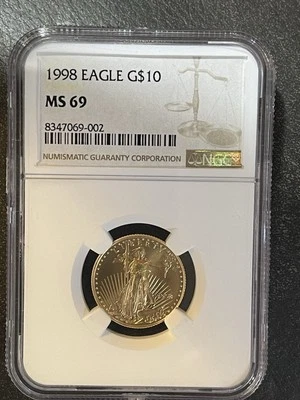 1998 EAGLE G$10
MS 69
8347069-002
NUMISMATIC GUARANTY CORPORATION
NGC
LIBERTY